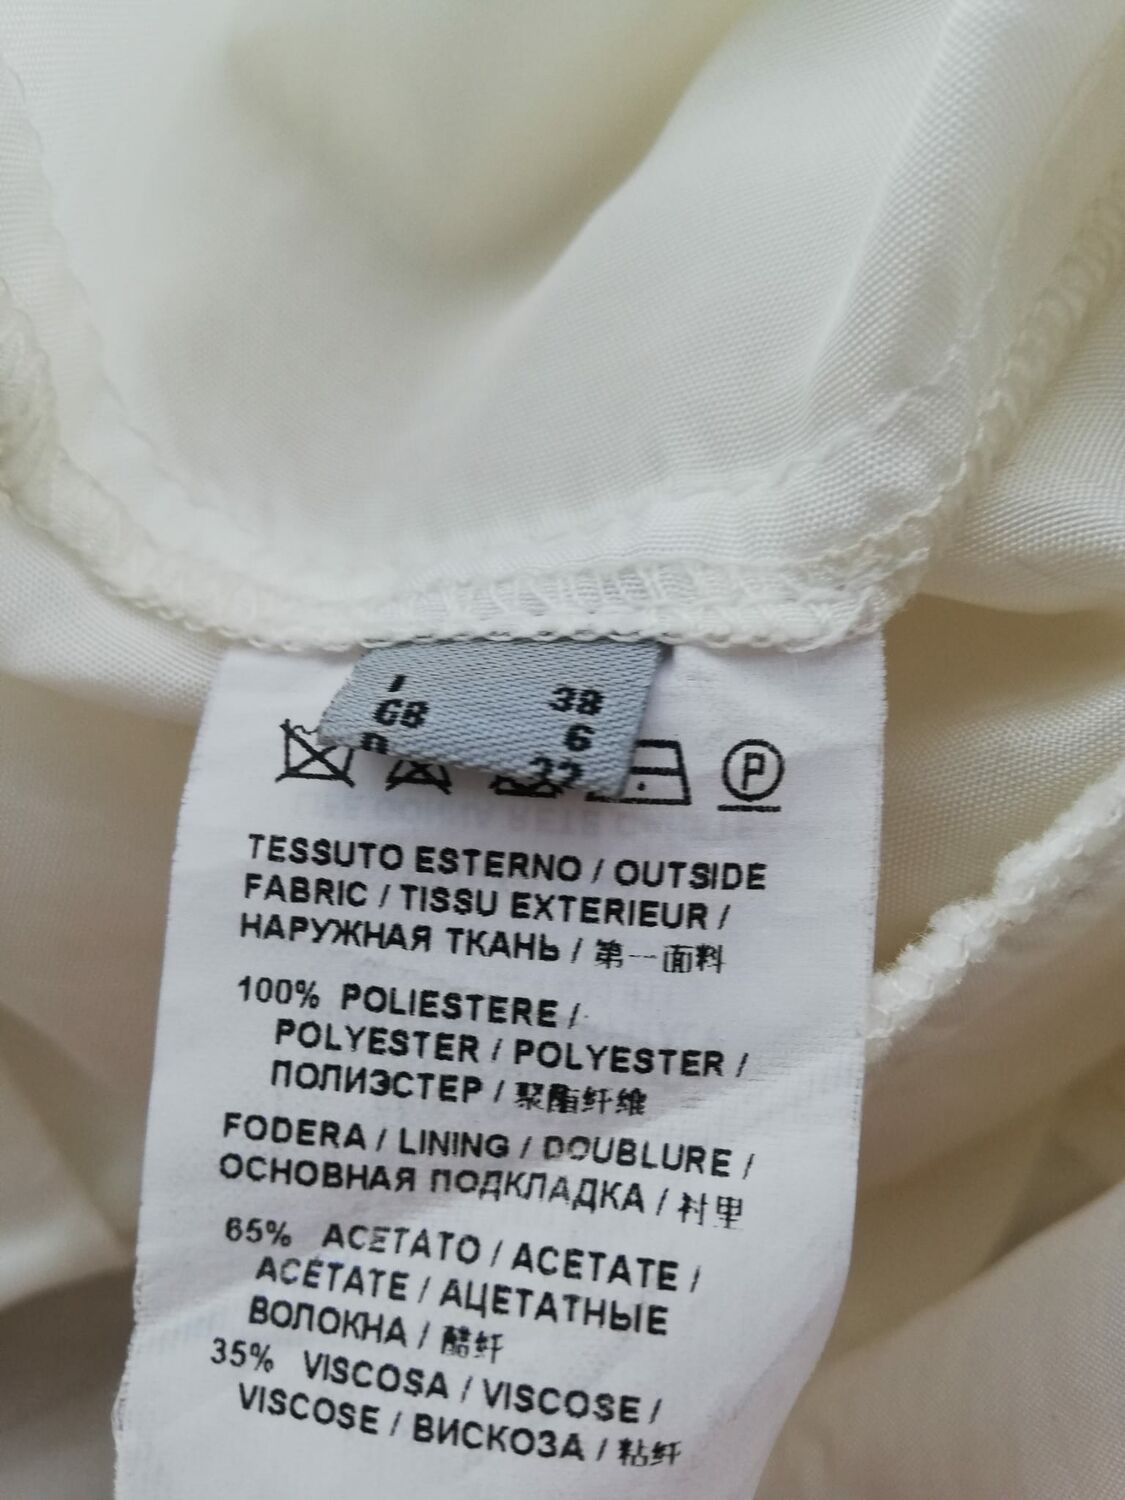 I 38
GB 6
D 32
P
TESSUTO ESTERNO / OUTSIDE
FABRIC / TISSU EXTERIEUR /
НАРУЖНАЯ ТКАНЬ / 第一面料
100% POLIESTERE /
POLYESTER / POLYESTER /
ПОЛИЭСТЕР / 聚酯纤维
FODERA / LINING / DOUBLURE /
ОСНОВНАЯ ПОДКЛАДКА / 衬里
65% ACETATO / ACETATE /
ACÉTATE / АЦЕТАТНЫЕ
ВОЛОКНА / 醋纤
35% VISCOSA / VISCOSE /
VISCOSE / ВИСКОЗА / 粘纤